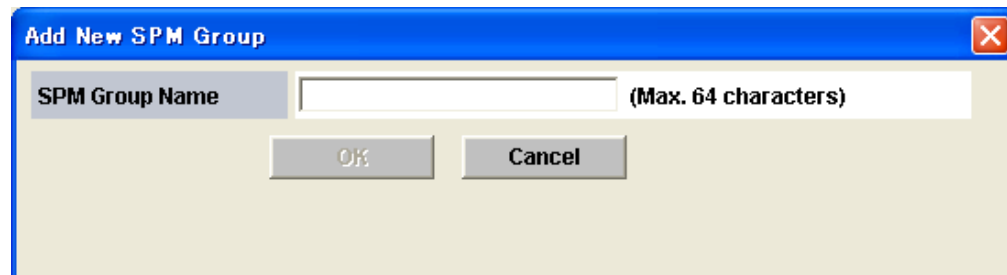 Add New SPM Group
SPM Group Name (Max. 64 characters)
OK Cancel